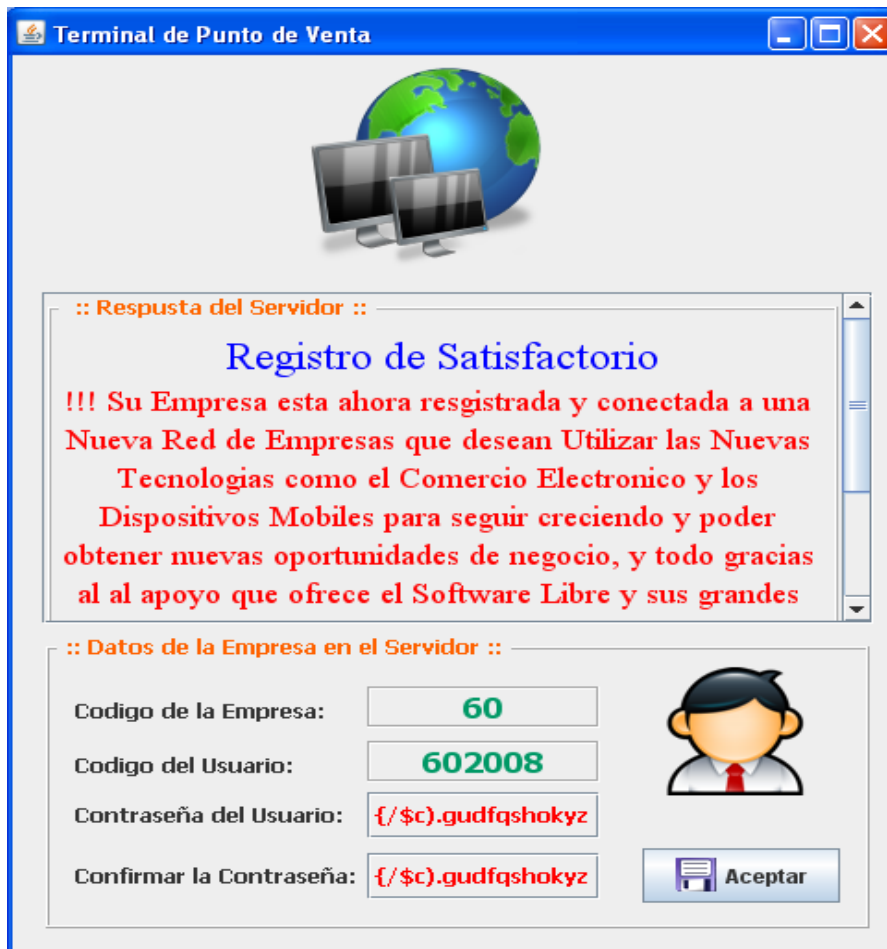 Terminal de Punto de Venta
:: Respusta del Servidor ::
Registro de Satisfactorio
!!! Su Empresa esta ahora resgistrada y conectada a una
Nueva Red de Empresas que desean Utilizar las Nuevas
Tecnologias como el Comercio Electronico y los
Dispositivos Mobiles para seguir creciendo y poder
obtener nuevas oportunidades de negocio, y todo gracias
al al apoyo que ofrece el Software Libre y sus grandes
:: Datos de la Empresa en el Servidor ::
Codigo de la Empresa: 60
Codigo del Usuario: 602008
Contraseña del Usuario: {/$c).gudfqshokyz
Confirmar la Contraseña: {/$c).gudfqshokyz
Aceptar